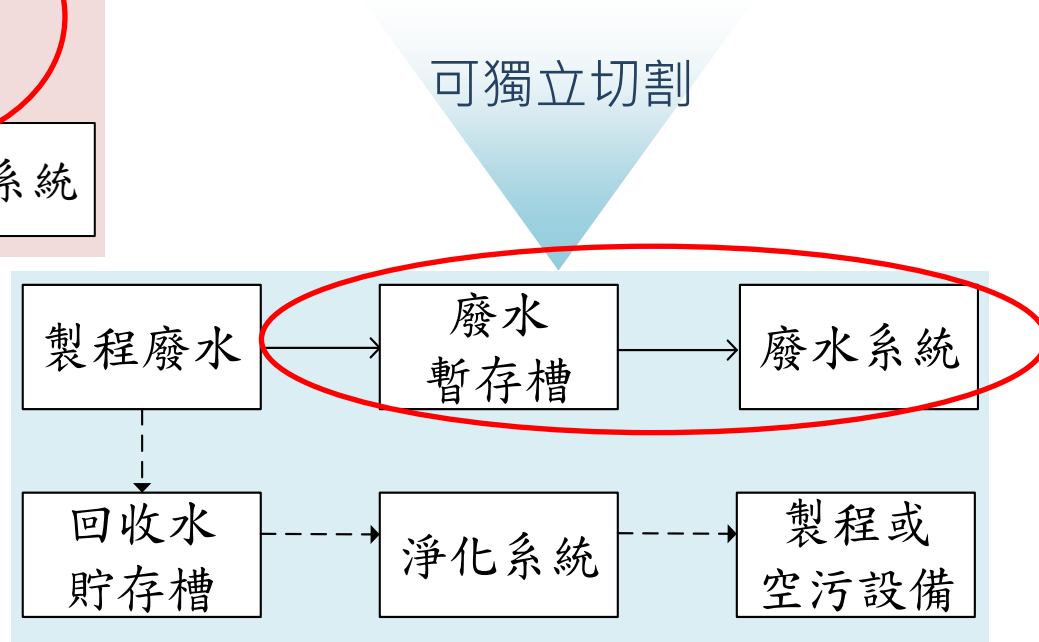 可獨立切割
系統
製程廢水
廢水
暫存槽
廢水系統
回收水
貯存槽
淨化系統
製程或
空污設備